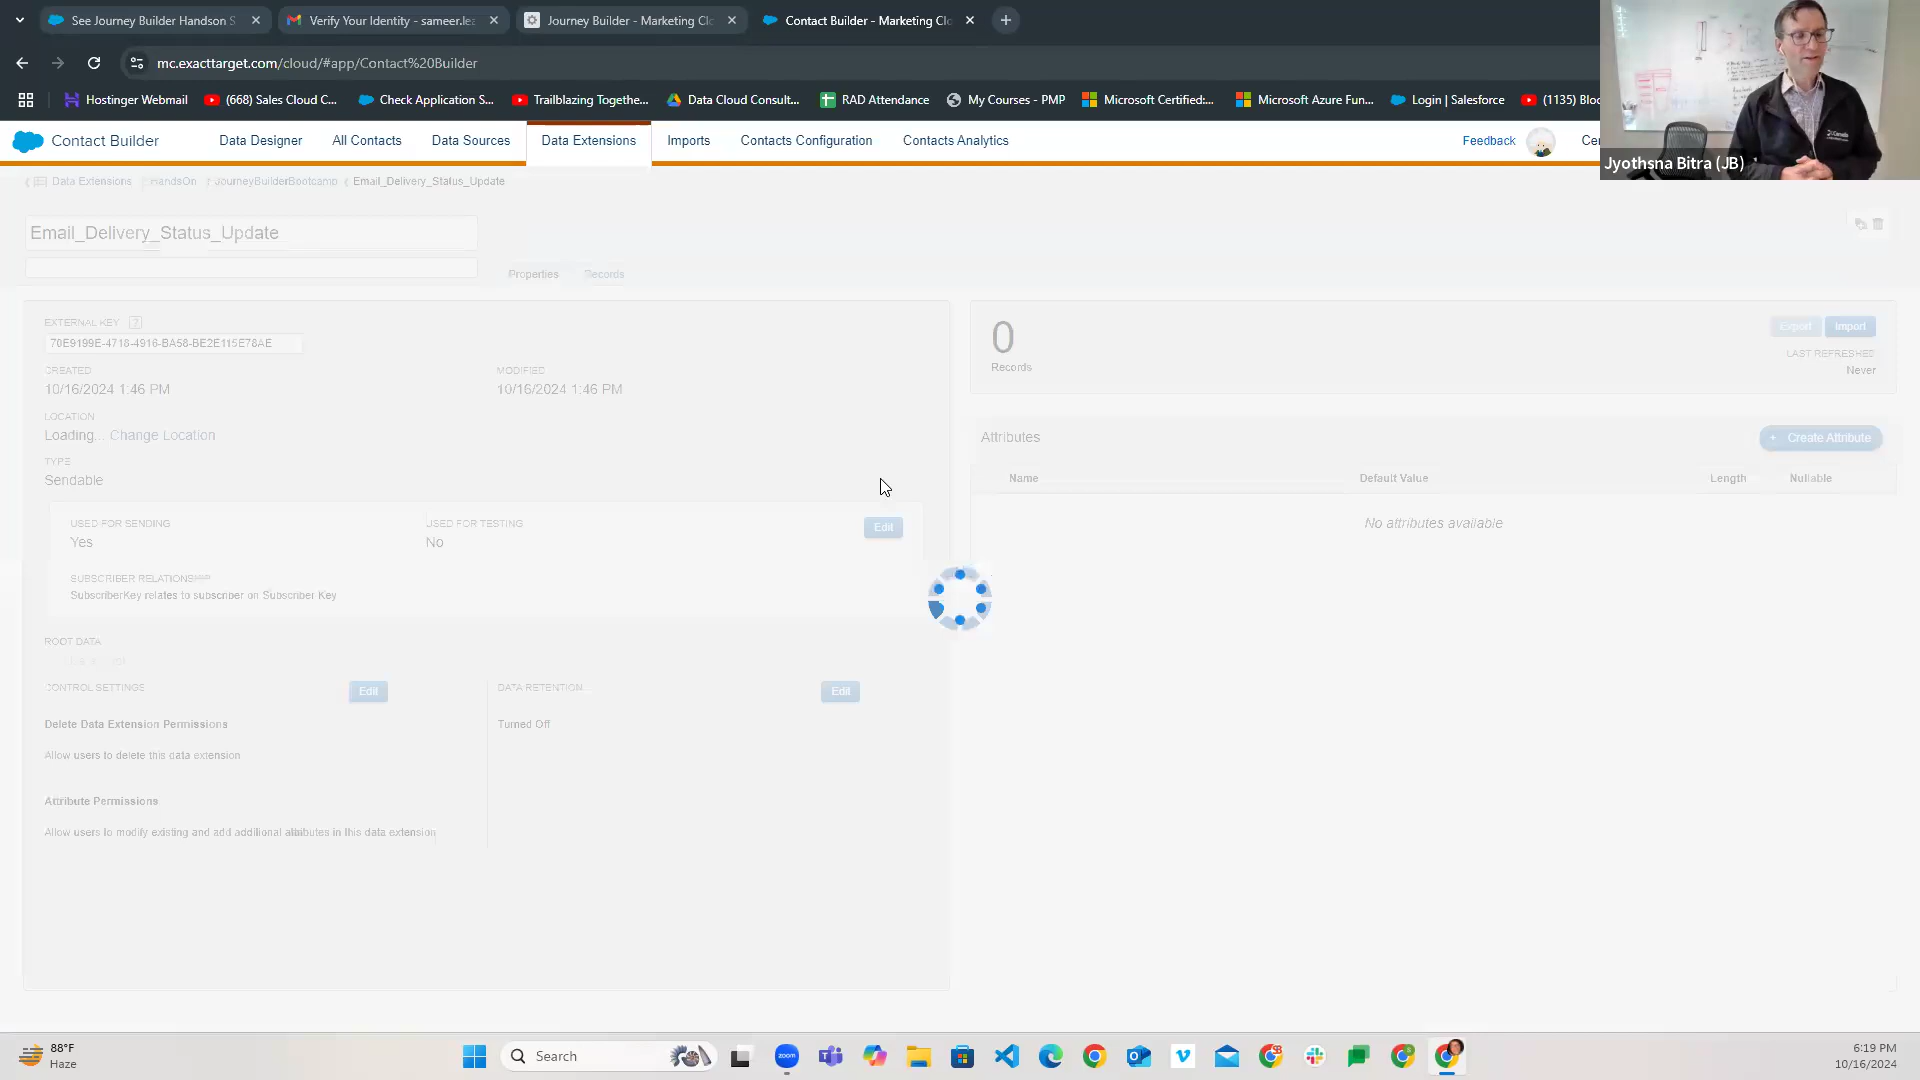 See Journey Builder Handson S
Verify Your Identity - sameer.le
Journey Builder - Marketing Cl
Contact Builder - Marketing Clo
mc.exacttarget.com/cloud/#app/Contact%20Builder
Hostinger Webmail
(668) Sales Cloud C...
Check Application S...
Trailblazing Togethe...
Data Cloud Consult...
RAD Attendance
My Courses - PMP
Microsoft Certified:...
Microsoft Azure Fun...
Login | Salesforce
(1135) Bloc
Contact Builder
Data Designer
All Contacts
Data Sources
Data Extensions
Imports
Contacts Configuration
Contacts Analytics
Feedback
Cer
Jyothsna Bitra (JB)
Data Extensions
HandsOn
JourneyBuilderBootcamp
Email_Delivery_Status_Update
Email_Delivery_Status_Update
Properties
Records
EXTERNAL KEY ?
70E9199E-4718-4916-BA58-BE2E115E78AE
CREATED
10/16/2024 1:46 PM
MODIFIED
10/16/2024 1:46 PM
LOCATION
Loading... Change Location
TYPE
Sendable
USED FOR SENDING
Yes
USED FOR TESTING
No
Edit
SUBSCRIBER RELATIONSHIP
SubscriberKey relates to subscriber on Subscriber Key
ROOT DATA
CONTROL SETTINGS
Edit
Delete Data Extension Permissions
Allow users to delete this data extension
Attribute Permissions
Allow users to modify existing and add additional attributes in this data extension
DATA RETENTION...
Edit
Turned Off
0
Records
Export
Import
LAST REFRESHED
Never
Attributes
+ Create Attribute
Name
Default Value
Length
Nullable
No attributes available
88°F
Haze
Search
zoom
6:19 PM
10/16/2024